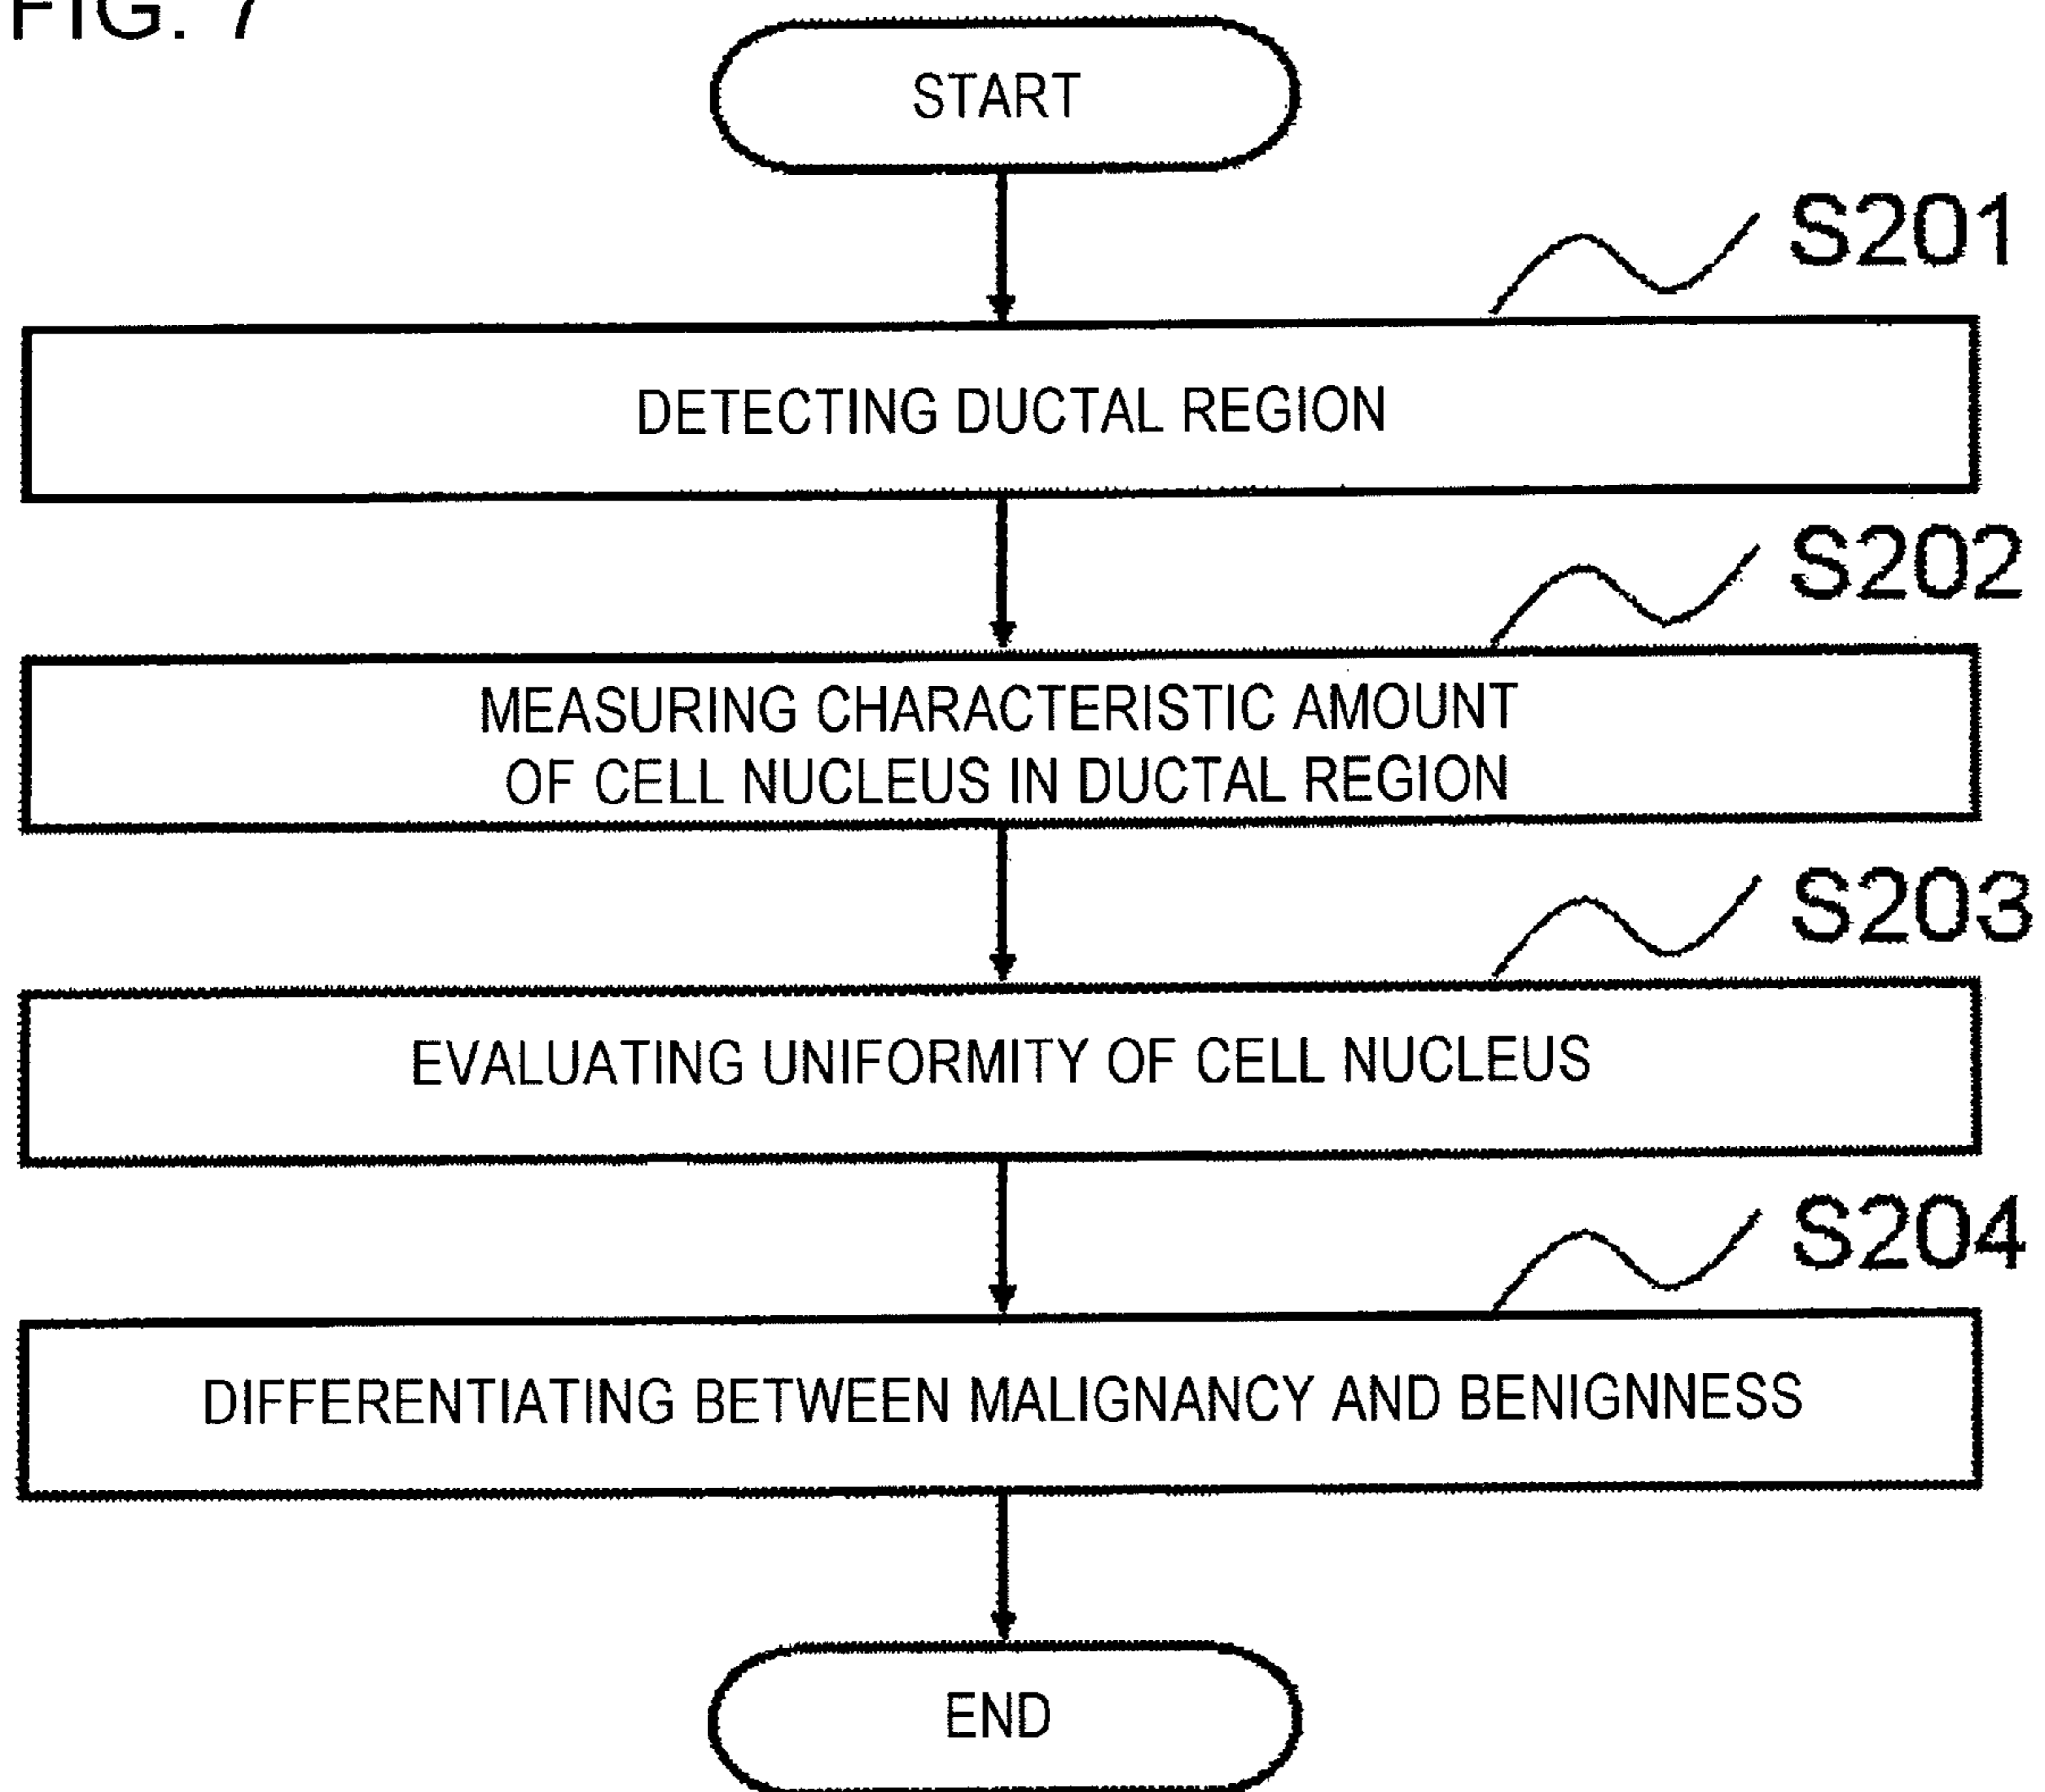 FIG. 7
START
S201
DETECTING DUCTAL REGION
S202
MEASURING CHARACTERISTIC AMOUNT
OF CELL NUCLEUS IN DUCTAL REGION
S203
EVALUATING UNIFORMITY OF CELL NUCLEUS
S204
DIFFERENTIATING BETWEEN MALIGNANCY AND BENIGNNESS
END